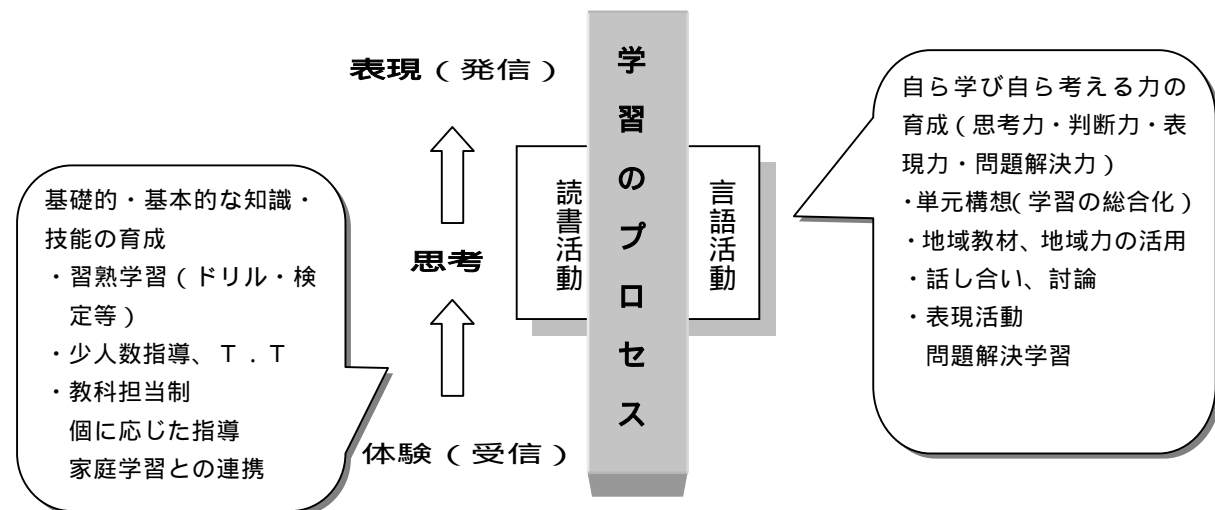 基礎的・基本的な知識・
技能の育成
・習熟学習（ドリル・検
定等）
・少人数指導、Ｔ．Ｔ
・教科担当制
個に応じた指導
家庭学習との連携
表現（発信）
思考
体験（受信）
読書活動
学習のプロセス
言語活動
自ら学び自ら考える力の
育成（思考力・判断力・表
現力・問題解決力）
・単元構想（学習の総合化）
・地域教材、地域力の活用
・話し合い、討論
・表現活動
問題解決学習